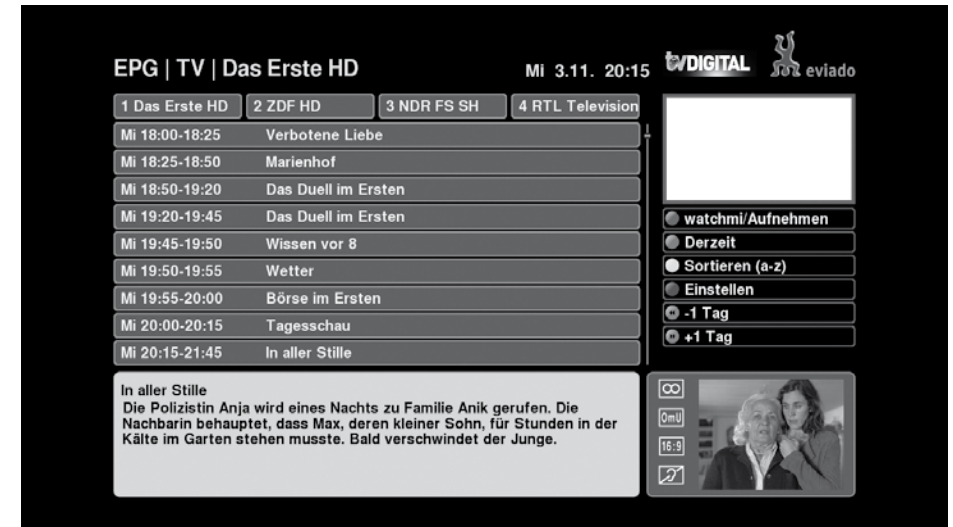 EPG | TV | Das Erste HD
Mi 3.11. 20:15
tvDIGITAL
eviado
1 Das Erste HD 2 ZDF HD 3 NDR FS SH 4 RTL Television
Mi 18:00-18:25 Verbotene Liebe
Mi 18:25-18:50 Marienhof
Mi 18:50-19:20 Das Duell im Ersten
Mi 19:20-19:45 Das Duell im Ersten
Mi 19:45-19:50 Wissen vor 8
Mi 19:50-19:55 Wetter
Mi 19:55-20:00 Börse im Ersten
Mi 20:00-20:15 Tagesschau
Mi 20:15-21:45 In aller Stille
watchmi/Aufnehmen
Derzeit
Sortieren (a-z)
Einstellen
-1 Tag
+1 Tag
In aller Stille
Die Polizistin Anja wird eines Nachts zu Familie Anik gerufen. Die
Nachbarin behauptet, dass Max, deren kleiner Sohn, für Stunden in der
Kälte im Garten stehen musste. Bald verschwindet der Junge.
OmU
16:9